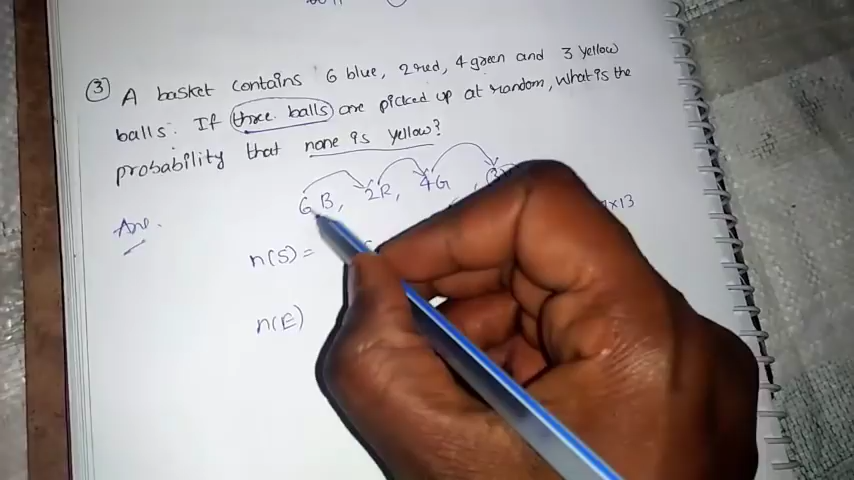 ③ A basket contains 6 blue, 2 red, 4 green and 3 yellow
balls. If three balls are picked up at random, What is the
probability that none is yellow?
6 B, 2R, 4G
Ans.
n(S) =
n(E)